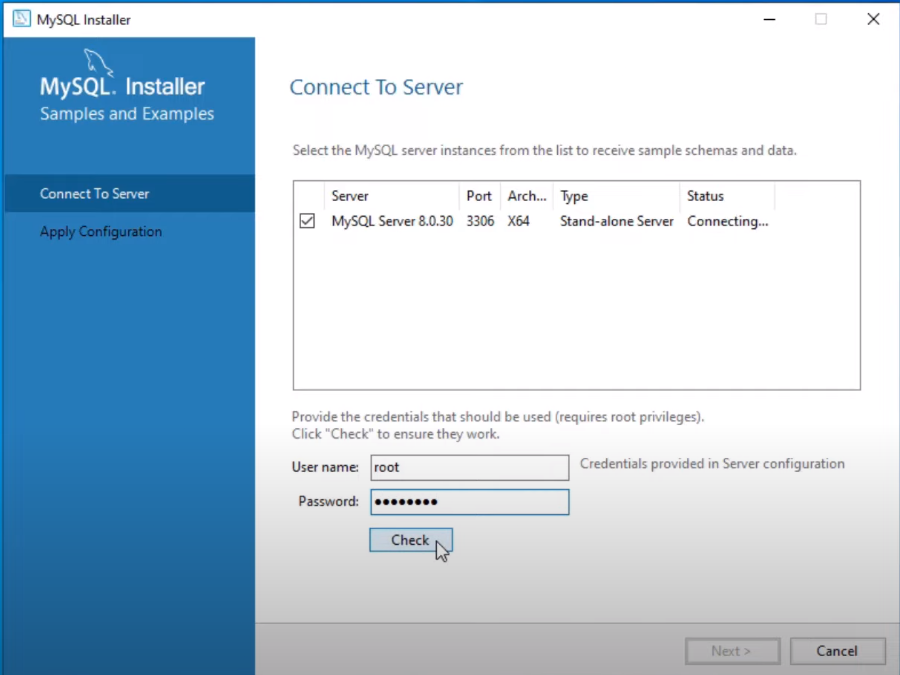 MySQL Installer
MySQL. Installer
Samples and Examples
Connect To Server
Apply Configuration
Connect To Server
Select the MySQL server instances from the list to receive sample schemas and data.
Server Port Arch... Type Status
MySQL Server 8.0.30 3306 X64 Stand-alone Server Connecting...
Provide the credentials that should be used (requires root privileges).
Click "Check" to ensure they work.
User name: root Credentials provided in Server configuration
Password: ●●●●●●●●
Check
Next > Cancel